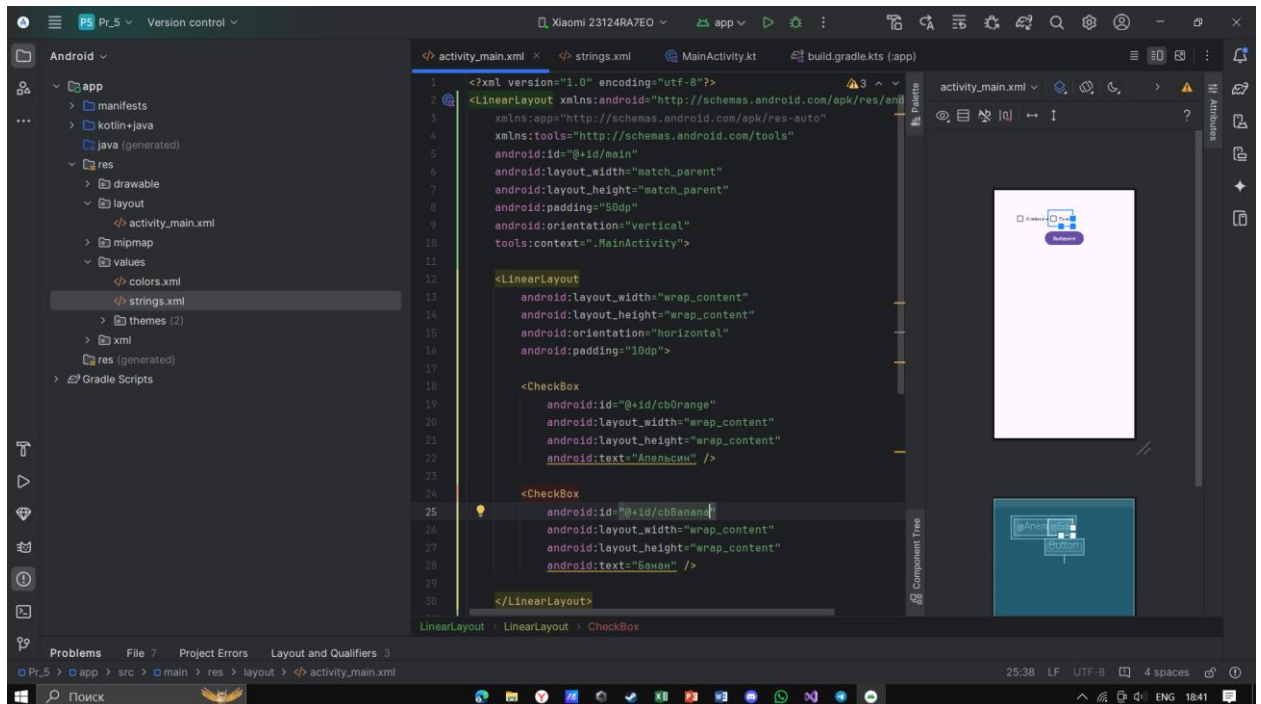 PS Pr_5 Version control Xiaomi 23124RA7EO app
Android
app
manifests
kotlin+java
java (generated)
res
drawable
layout
activity_main.xml
mipmap
values
colors.xml
strings.xml
themes (2)
xml
res (generated)
Gradle Scripts
activity_main.xml strings.xml MainActivity.kt build.gradle.kts (:app)
1 <?xml version="1.0" encoding="utf-8"?> 3
2 <LinearLayout xmlns:android="http://schemas.android.com/apk/res/and
3 xmlns:app="http://schemas.android.com/apk/res-auto"
4 xmlns:tools="http://schemas.android.com/tools"
5 android:id="@+id/main"
6 android:layout_width="match_parent"
7 android:layout_height="match_parent"
8 android:padding="50dp"
9 android:orientation="vertical"
10 tools:context=".MainActivity">
11
12 <LinearLayout
13 android:layout_width="wrap_content"
14 android:layout_height="wrap_content"
15 android:orientation="horizontal"
16 android:padding="10dp">
17
18 <CheckBox
19 android:id="@+id/cbOrange"
20 android:layout_width="wrap_content"
21 android:layout_height="wrap_content"
22 android:text="Апельсин" />
23
24 <CheckBox
25 android:id="@+id/cbBanana"
26 android:layout_width="wrap_content"
27 android:layout_height="wrap_content"
28 android:text="Банан" />
29
30 </LinearLayout>
LinearLayout LinearLayout CheckBox
Palette
activity_main.xml
?
Attributes
Component Tree
Button
Problems File 7 Project Errors Layout and Qualifiers 3
Pr_5 > app > src > main > res > layout > activity_main.xml 25:38 LF UTF-8 4 spaces
Поиск ENG 18:41